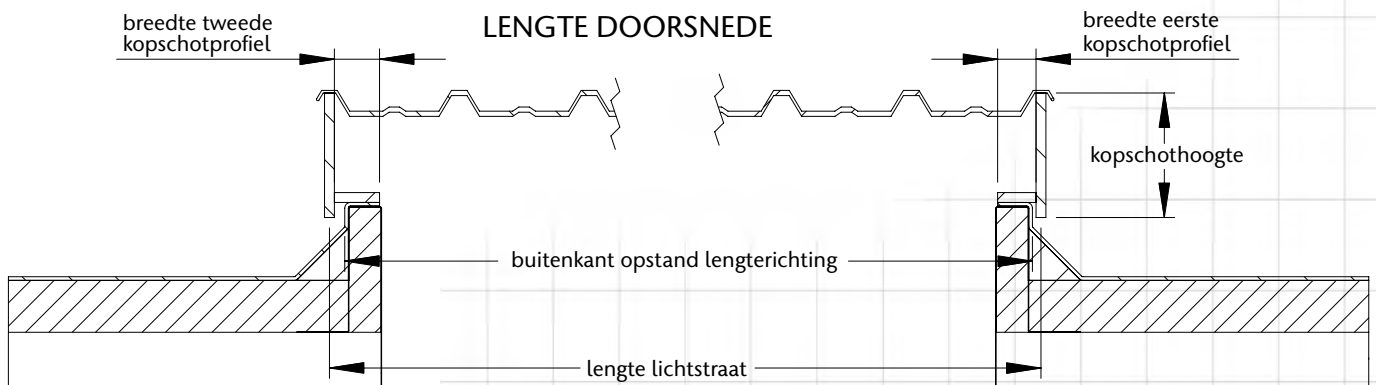 LENGTE DOORSNEDE
breedte tweede
kopschotprofiel
breedte eerste
kopschotprofiel
kopschothoogte
buitenkant opstand lengterichting
lengte lichtstraat